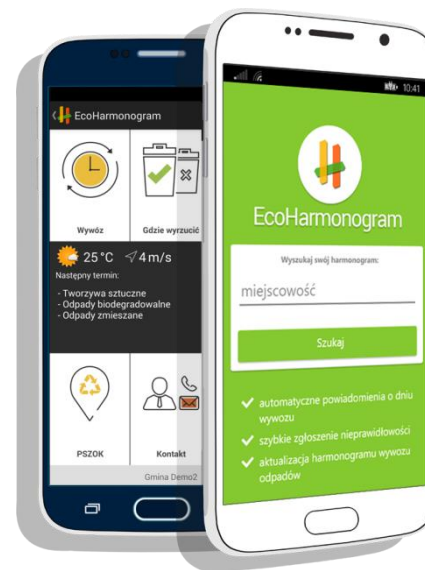 EcoHarmonogram
Wywóz
Gdzie wyrzucić
25 °C 4 m/s
Następny termin:
- Tworzywa sztuczne
- Odpady biodegradowalne
- Odpady zmieszane
PSZOK
Kontakt
Gmina Demo2
10:41
EcoHarmonogram
Wyszukaj swój harmonogram:
miejscowość
Szukaj
automatyczne powiadomienia o dniu
wywozu
szybkie zgłoszenie nieprawidłowości
aktualizacja harmonogramu wywozu
odpadów